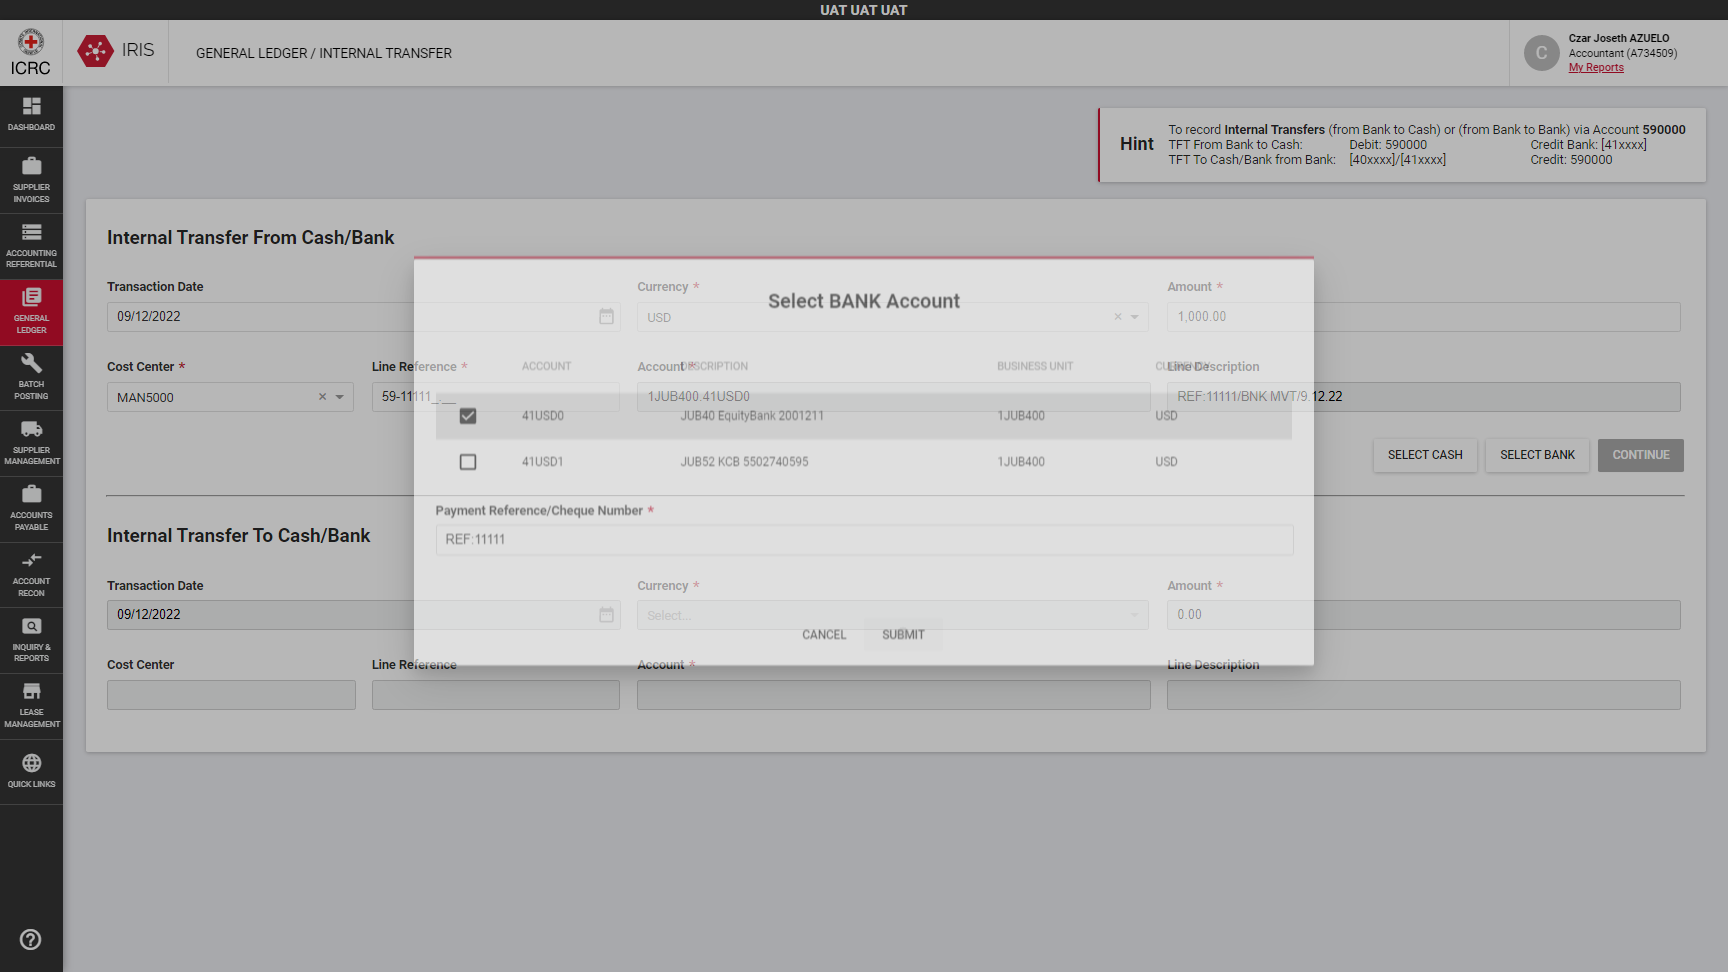 UAT UAT UAT
ICRC
IRIS
GENERAL LEDGER / INTERNAL TRANSFER
C
Czar Joseth AZUELO
Accountant (A734509)
My Reports
DASHBOARD
SUPPLIER
INVOICES
ACCOUNTING
REFERENTIAL
GENERAL
LEDGER
BATCH
POSTING
SUPPLIER
MANAGEMENT
ACCOUNTS
PAYABLE
ACCOUNT
RECON
INQUIRY &
REPORTS
LEASE
MANAGEMENT
QUICK LINKS
Hint
To record Internal Transfers (from Bank to Cash) or (from Bank to Bank) via Account 590000
TFT From Bank to Cash: Debit: 590000 Credit Bank: [41xxxx]
TFT To Cash/Bank from Bank: [40xxxx]/[41xxxx] Credit: 590000
Internal Transfer From Cash/Bank
Transaction Date Currency * Amount *
09/12/2022 USD × 1,000.00
Cost Center * Line Reference * Account * Line Description
MAN5000 × 59-11111_.__ 1JUB400.41USD0 REF:11111/BNK MVT/9.12.22
SELECT CASH SELECT BANK CONTINUE
Select BANK Account
ACCOUNT DESCRIPTION BUSINESS UNIT CURRENCY
41USD0 JUB40 EquityBank 2001211 1JUB400 USD
41USD1 JUB52 KCB 5502740595 1JUB400 USD
Payment Reference/Cheque Number *
REF:11111
CANCEL SUBMIT
Internal Transfer To Cash/Bank
Transaction Date Currency * Amount *
09/12/2022 Select... 0.00
Cost Center Line Reference Account * Line Description